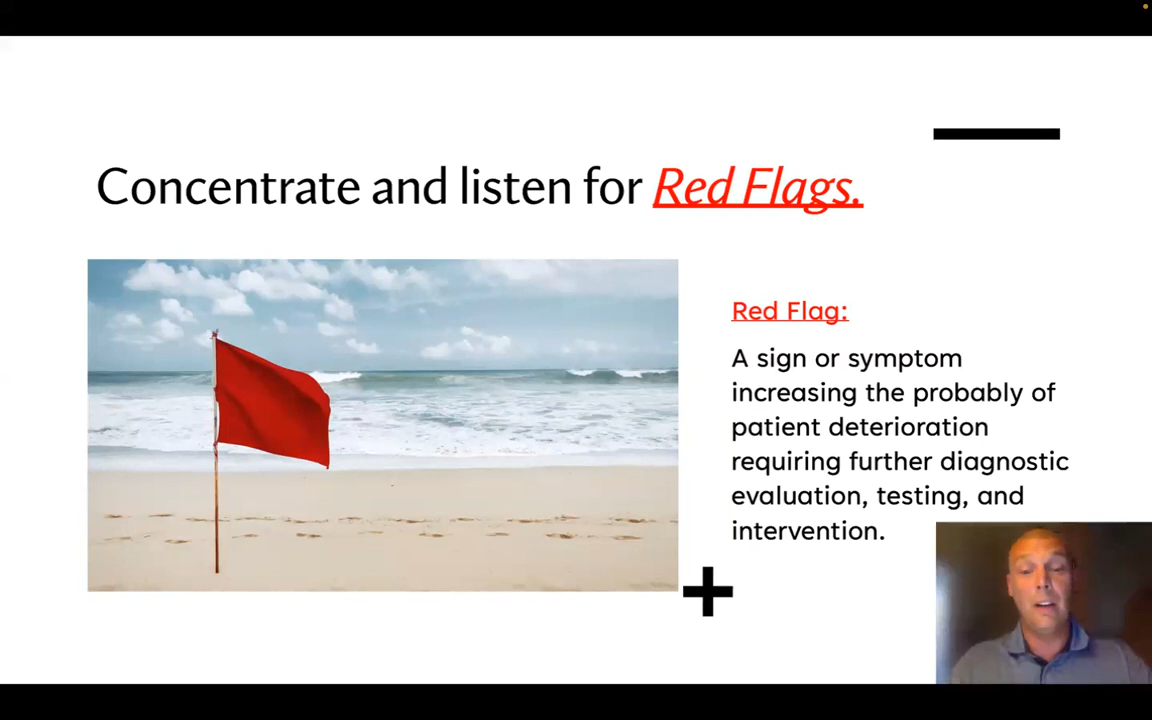 Concentrate and listen for Red Flags.
Red Flag:
A sign or symptom
increasing the probably of
patient deterioration
requiring further diagnostic
evaluation, testing, and
intervention.